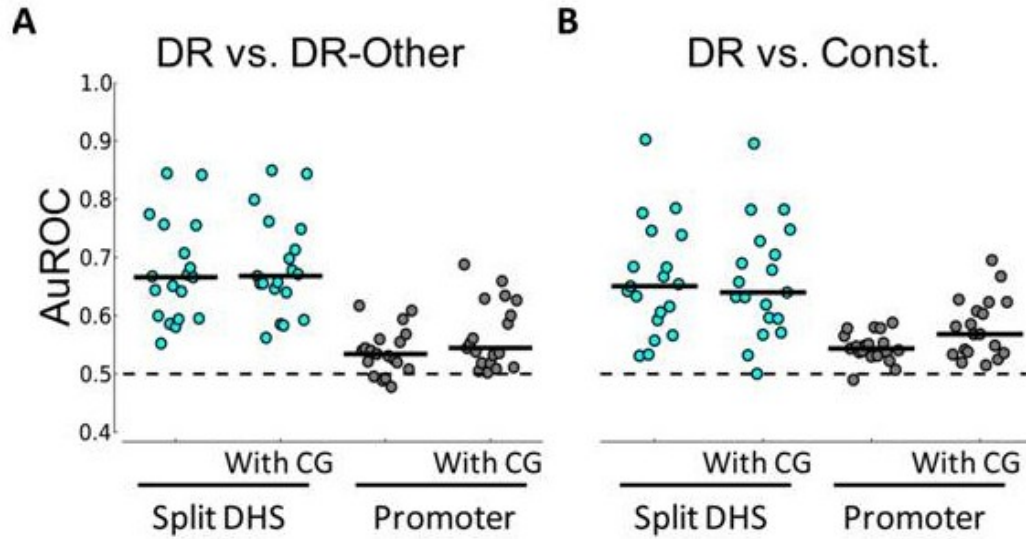 A
DR vs. DR-Other
B
DR vs. Const.
AuROC
1.0
0.9
0.8
0.7
0.6
0.5
0.4
With CG
With CG
With CG
With CG
Split DHS
Promoter
Split DHS
Promoter